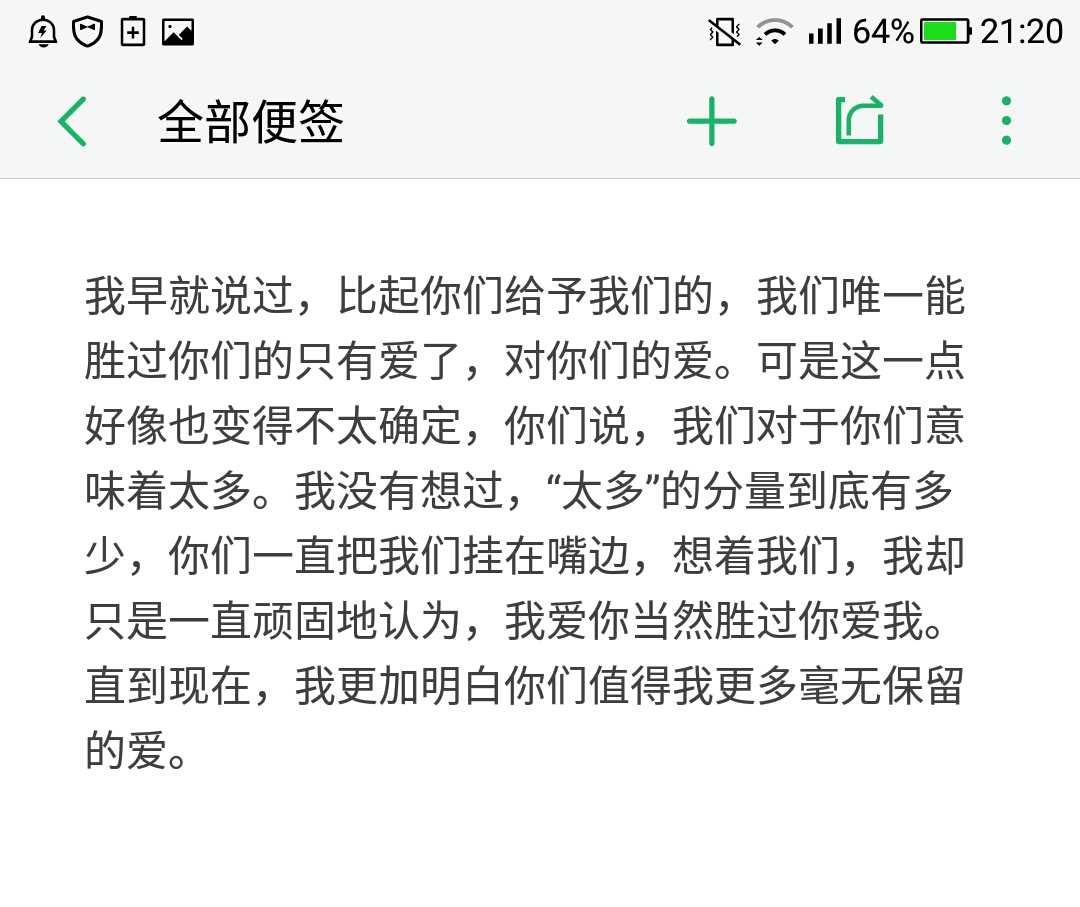 64% 21:20
全部便签
我早就说过，比起你们给予我们的，我们唯一能
胜过你们的只有爱了，对你们的爱。可是这一点
好像也变得不太确定，你们说，我们对于你们意
味着太多。我没有想过，“太多”的分量到底有多
少，你们一直把我们挂在嘴边，想着我们，我却
只是一直顽固地认为，我爱你当然胜过你爱我。
直到现在，我更加明白你们值得我更多毫无保留
的爱。